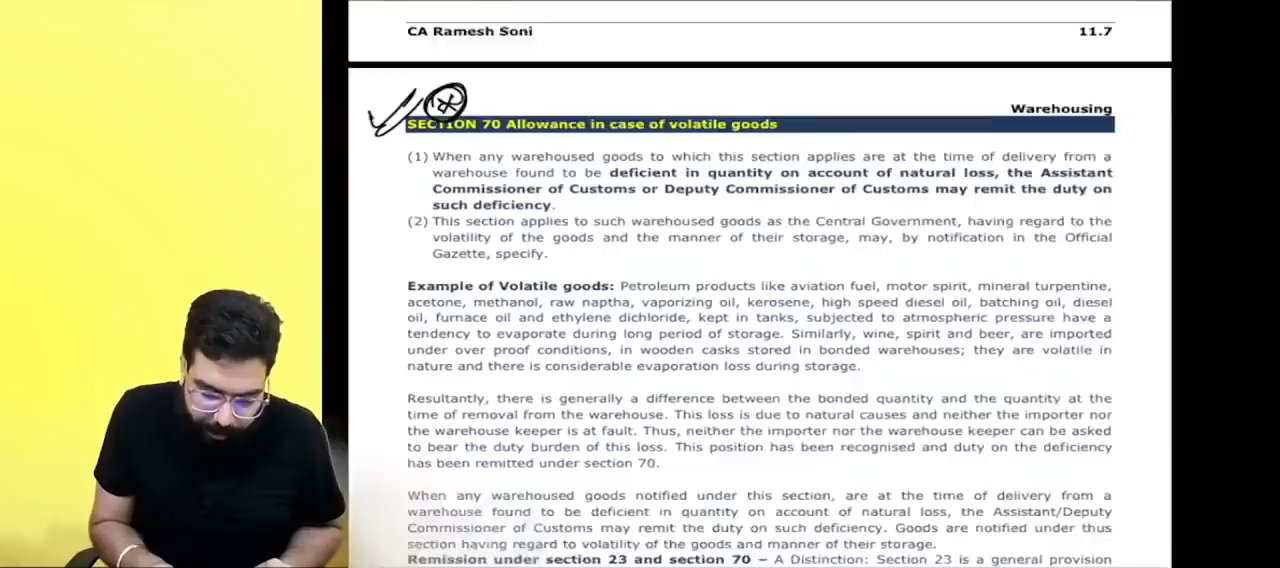 CA Ramesh Soni 11.7
Warehousing
SECTION 70 Allowance in case of volatile goods
(1) When any warehoused goods to which this section applies are at the time of delivery from a
warehouse found to be deficient in quantity on account of natural loss, the Assistant
Commissioner of Customs or Deputy Commissioner of Customs may remit the duty on
such deficiency.
(2) This section applies to such warehoused goods as the Central Government, having regard to the
volatility of the goods and the manner of their storage, may, by notification in the Official
Gazette, specify.
Example of Volatile goods: Petroleum products like aviation fuel, motor spirit, mineral turpentine,
acetone, methanol, raw naptha, vaporizing oil, kerosene, high speed diesel oil, batching oil, diesel
oil, furnace oil and ethylene dichloride, kept in tanks, subjected to atmospheric pressure have a
tendency to evaporate during long period of storage. Similarly, wine, spirit and beer, are imported
under over proof conditions, in wooden casks stored in bonded warehouses; they are volatile in
nature and there is considerable evaporation loss during storage.
Resultantly, there is generally a difference between the bonded quantity and the quantity at the
time of removal from the warehouse. This loss is due to natural causes and neither the importer nor
the warehouse keeper is at fault. Thus, neither the importer nor the warehouse keeper can be asked
to bear the duty burden of this loss. This position has been recognised and duty on the deficiency
has been remitted under section 70.
When any warehoused goods notified under this section, are at the time of delivery from a
warehouse found to be deficient in quantity on account of natural loss, the Assistant/Deputy
Commissioner of Customs may remit the duty on such deficiency. Goods are notified under thus
section having regard to volatility of the goods and manner of their storage.
Remission under section 23 and section 70 – A Distinction: Section 23 is a general provision